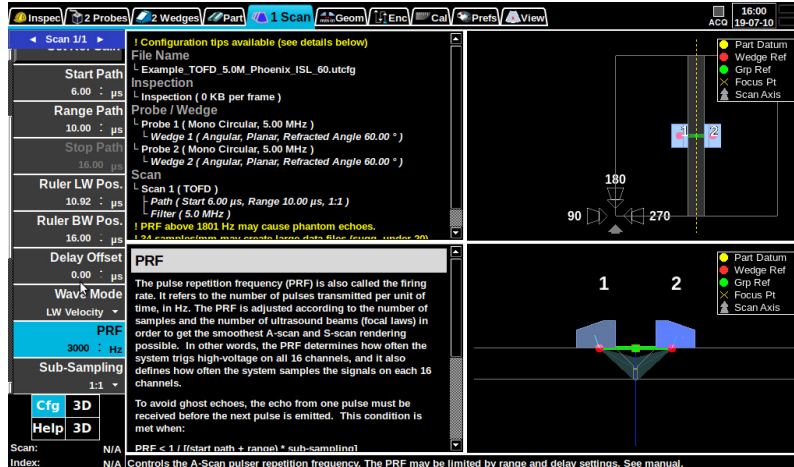 Inspec
2 Probes
2 Wedges
Part
1 Scan
Geom
Enc
Cal
Prefs
View
ACQ
16:00
19-07-10
Scan 1/1
Start Path
6.00 µs
Range Path
10.00 µs
Stop Path
16.00 µs
Ruler LW Pos.
10.92 µs
Ruler BW Pos.
16.00 µs
Delay Offset
0.00 µs
Wave Mode
LW Velocity
PRF
3000 Hz
Sub-Sampling
1:1
Cfg 3D
Help 3D
Scan: N/A
Index: N/A
! Configuration tips available (see details below)
File Name
Example_TOFD_5.0M_Phoenix_ISL_60.utcfg
Inspection
Inspection ( 0 KB per frame )
Probe / Wedge
Probe 1 ( Mono Circular, 5.00 MHz )
Wedge 1 ( Angular, Planar, Refracted Angle 60.00 ° )
Probe 2 ( Mono Circular, 5.00 MHz )
Wedge 2 ( Angular, Planar, Refracted Angle 60.00 ° )
Scan
Scan 1 ( TOFD )
Path ( Start 6.00 µs, Range 10.00 µs, 1:1 )
Filter ( 5.0 MHz )
! PRF above 1801 Hz may cause phantom echoes.
! 34 samples/mm may create large data files (sugg. under 20)
PRF
The pulse repetition frequency (PRF) is also called the firing
rate. It refers to the number of pulses transmitted per unit of
time, in Hz. The PRF is adjusted according to the number of
samples and the number of ultrasound beams (focal laws) in
order to get the smoothest A-scan and S-scan rendering
possible. In other words, the PRF determines how often the
system trigs high-voltage on all 16 channels, and it also
defines how often the system samples the signals on each 16
channels.
To avoid ghost echoes, the echo from one pulse must be
received before the next pulse is emitted. This condition is
met when:
PRF < 1 / [(start path + range) * sub-sampling]
Part Datum
Wedge Ref
Grp Ref
Focus Pt
Scan Axis
1 2
180
90 270
Part Datum
Wedge Ref
Grp Ref
Focus Pt
Scan Axis
1 2
Controls the A-Scan pulser repetition frequency. The PRF may be limited by range and delay settings. See manual.